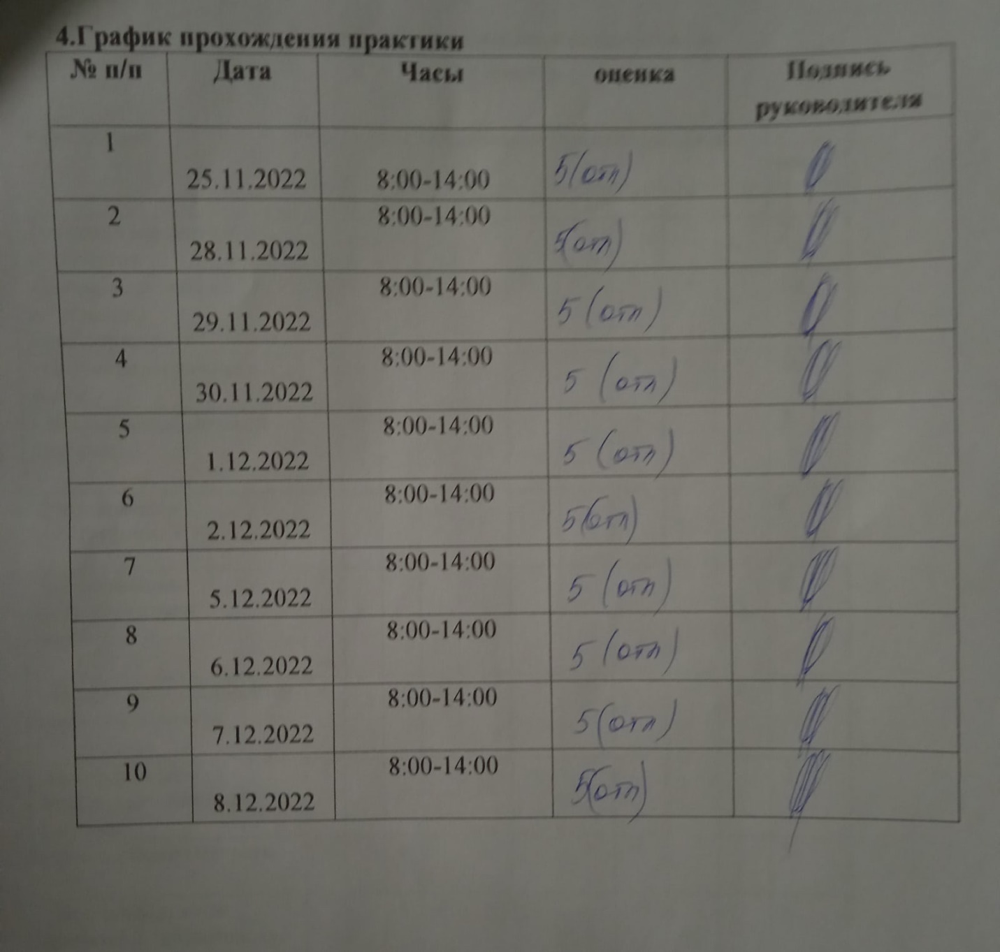 4.График прохождения практики
№ п/п Дата Часы оценка Подпись руководителя
1 25.11.2022 8:00-14:00 5(отл)
2 28.11.2022 8:00-14:00 5(отл)
3 29.11.2022 8:00-14:00 5 (отл)
4 30.11.2022 8:00-14:00 5 (отл)
5 1.12.2022 8:00-14:00 5 (отл)
6 2.12.2022 8:00-14:00 5(отл)
7 5.12.2022 8:00-14:00 5 (отл)
8 6.12.2022 8:00-14:00 5 (отл)
9 7.12.2022 8:00-14:00 5(отл)
10 8.12.2022 8:00-14:00 5(отл)